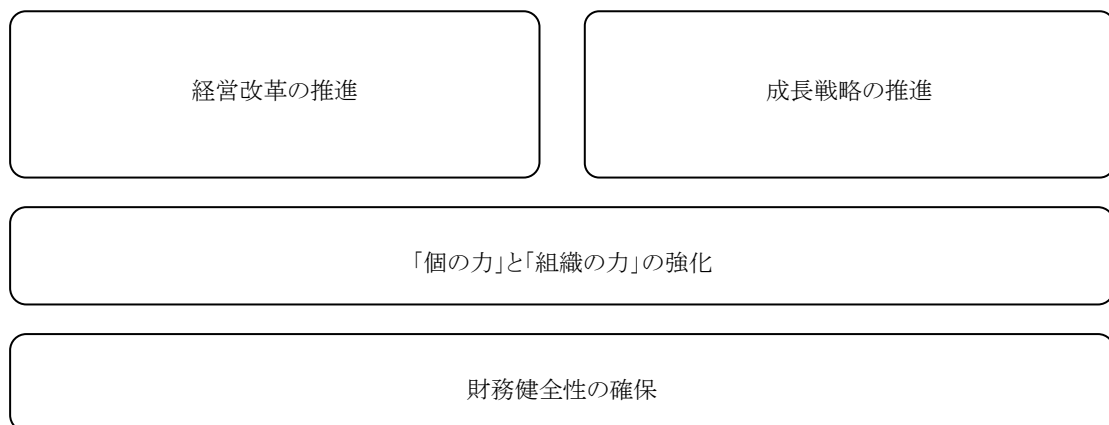 経営改革の推進
成長戦略の推進
｢個の力｣と｢組織の力｣の強化
財務健全性の確保